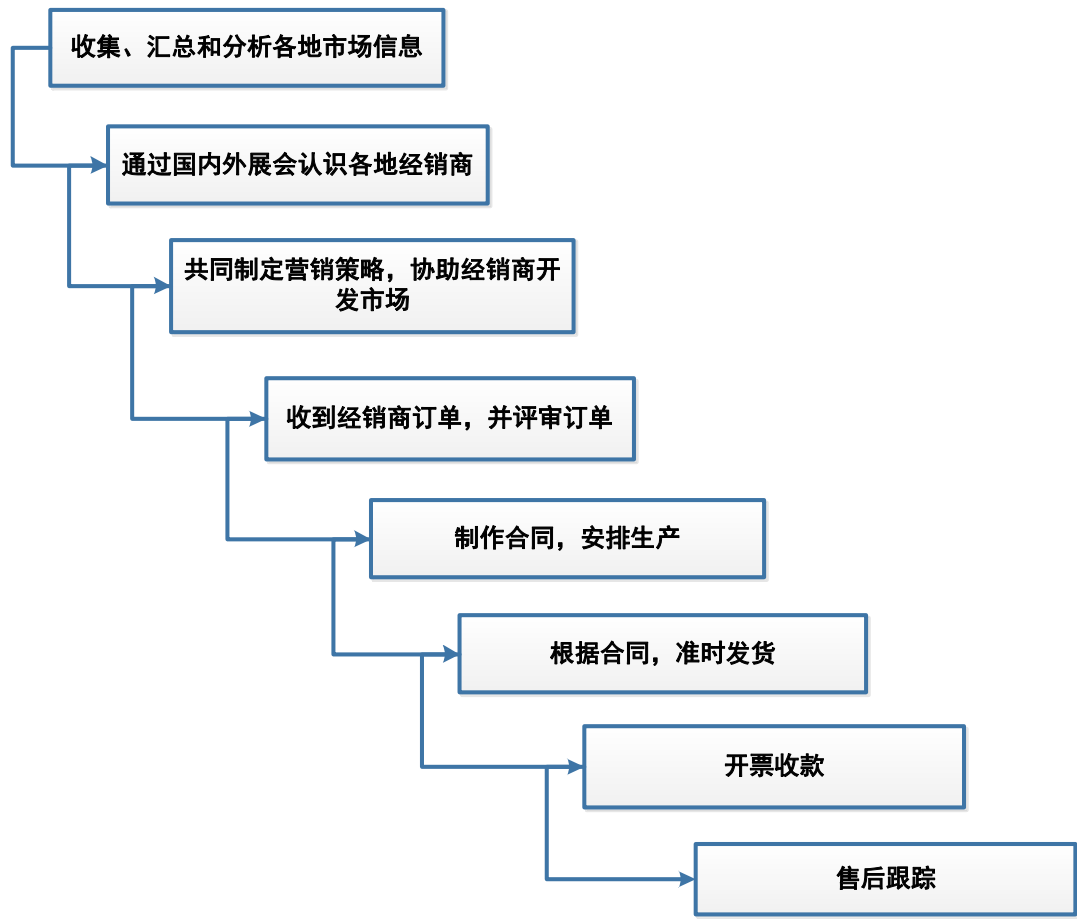 收集、汇总和分析各地市场信息
通过国内外展会认识各地经销商
共同制定营销策略，协助经销商开
发市场
收到经销商订单，并评审订单
制作合同，安排生产
根据合同，准时发货
开票收款
售后跟踪